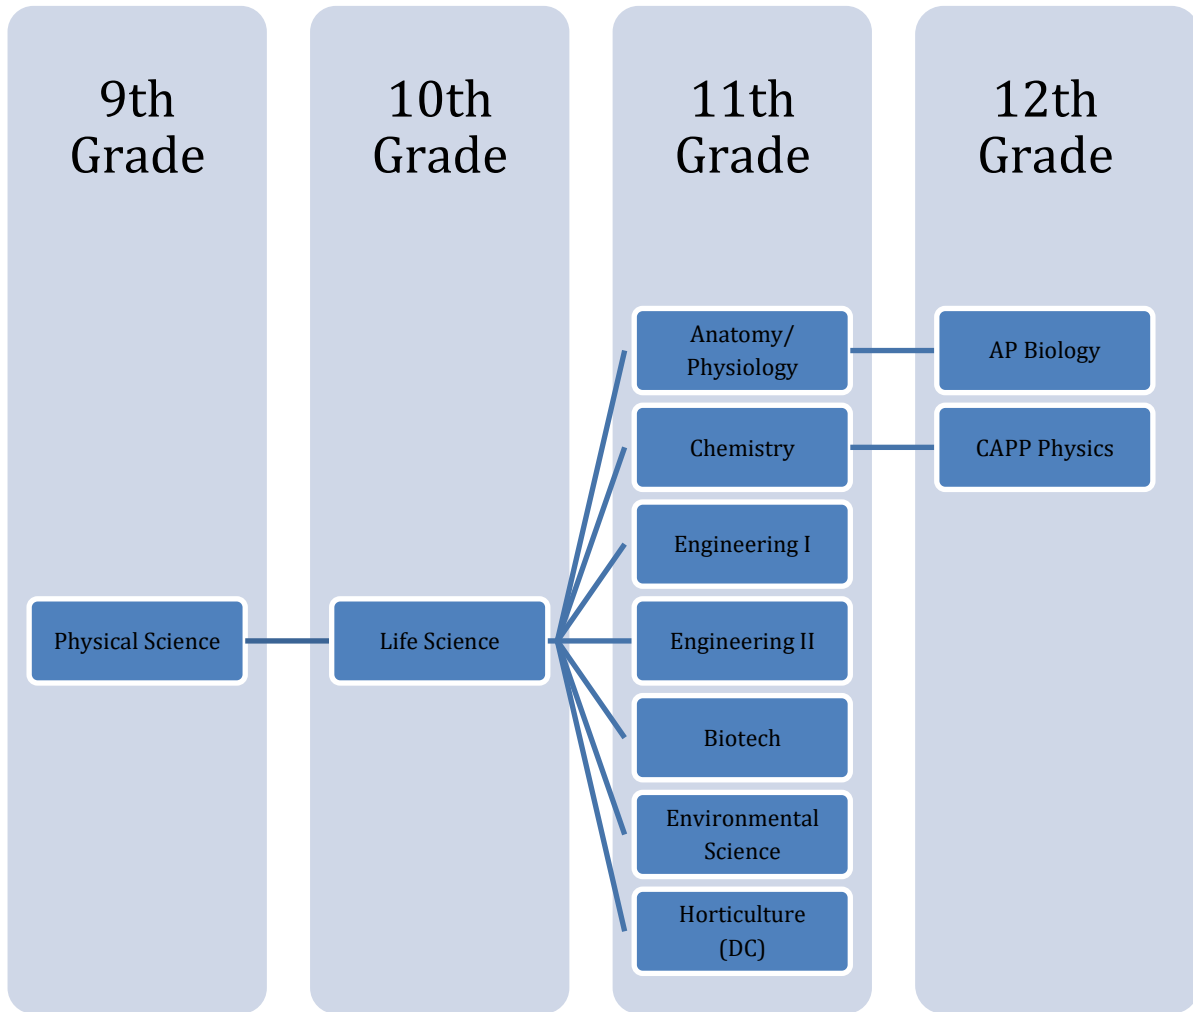 9th
Grade
10th
Grade
11th
Grade
12th
Grade
Physical Science
Life Science
Anatomy/
Physiology
Chemistry
Engineering I
Engineering II
Biotech
Environmental
Science
Horticulture
(DC)
AP Biology
CAPP Physics